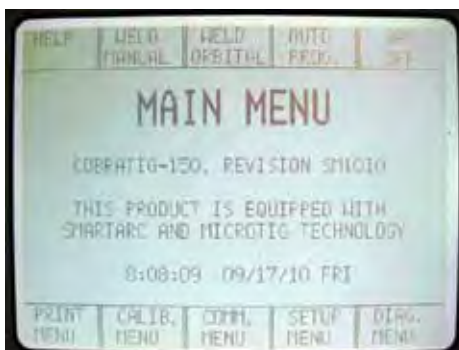 HELP WELD WELD AUTO
MANUAL ORBITAL PROG. OFF
MAIN MENU
COBRATIG-150, REVISION SM1010
THIS PRODUCT IS EQUIPPED WITH
SMARTARC AND MICROTIG TECHNOLOGY
8:08:09 09/17/10 FRI
PRINT CALIB. COMM. SETUP DIAG.
MENU MENU MENU MENU MENU